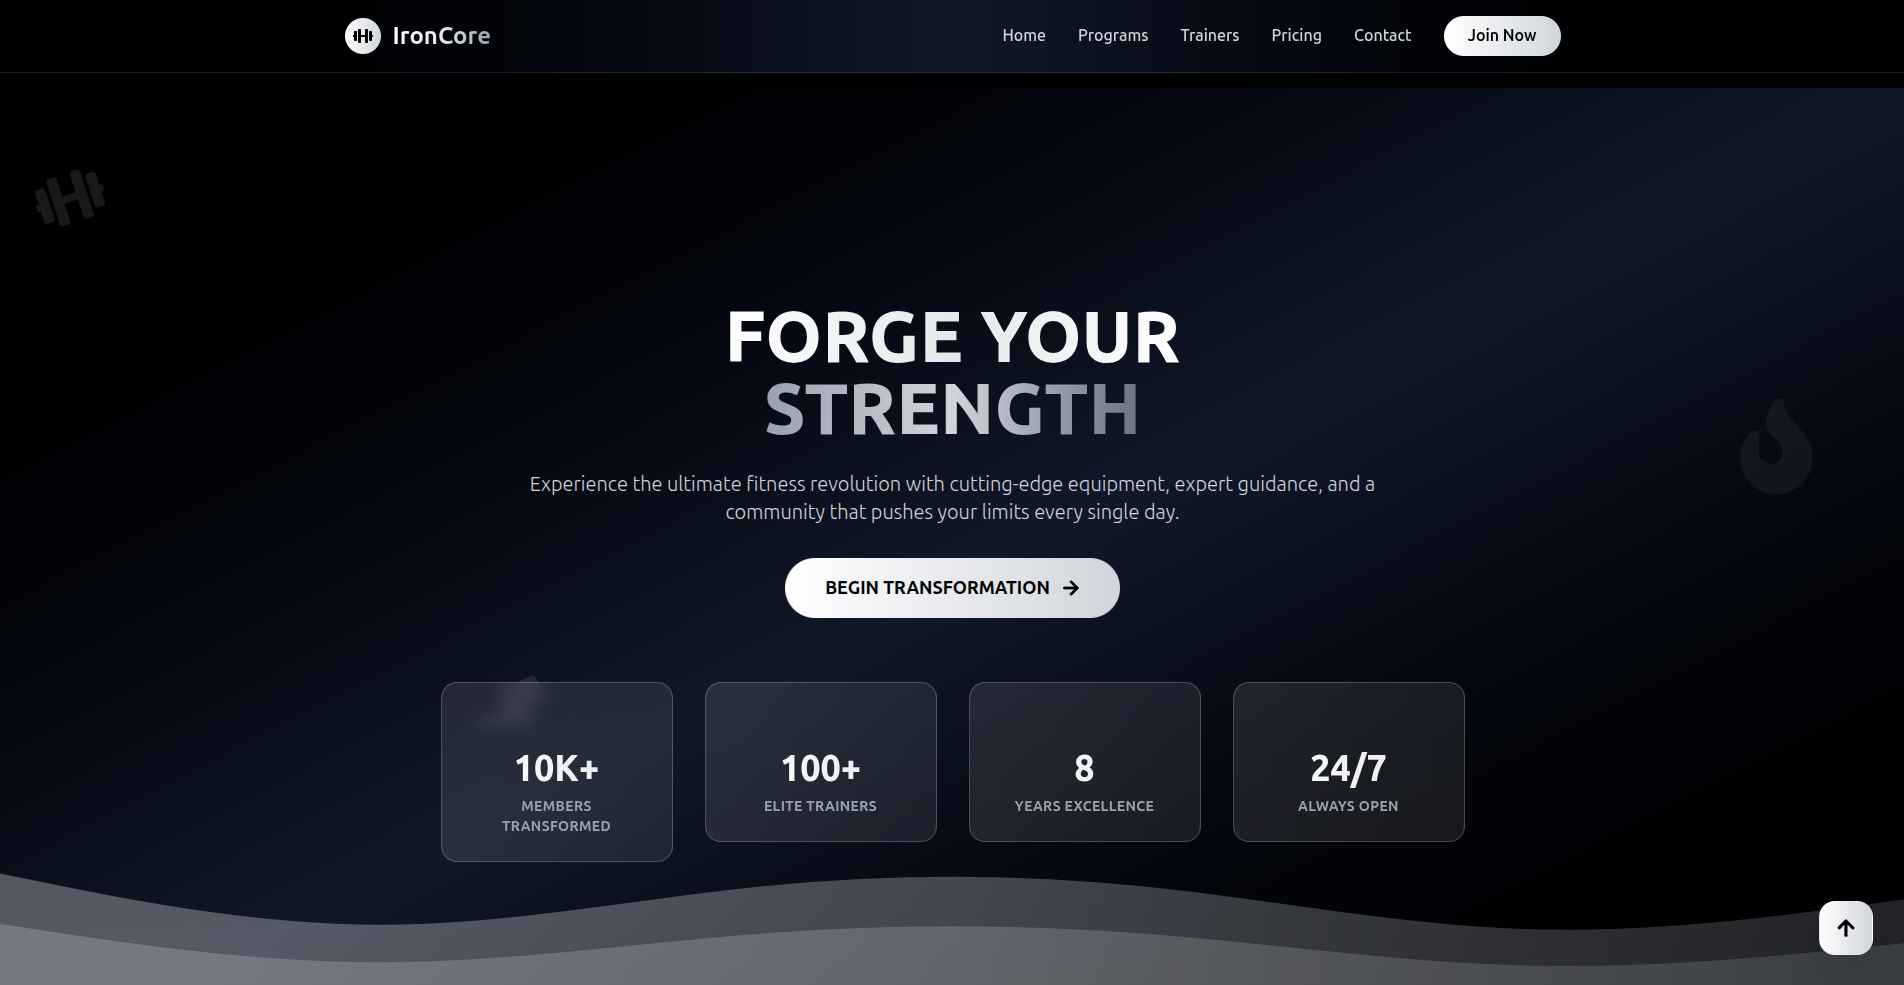 IronCore
Home
Programs
Trainers
Pricing
Contact
Join Now
FORGE YOUR
STRENGTH
Experience the ultimate fitness revolution with cutting-edge equipment, expert guidance, and a
community that pushes your limits every single day.
BEGIN TRANSFORMATION
10K+
MEMBERS
TRANSFORMED
100+
ELITE TRAINERS
8
YEARS EXCELLENCE
24/7
ALWAYS OPEN